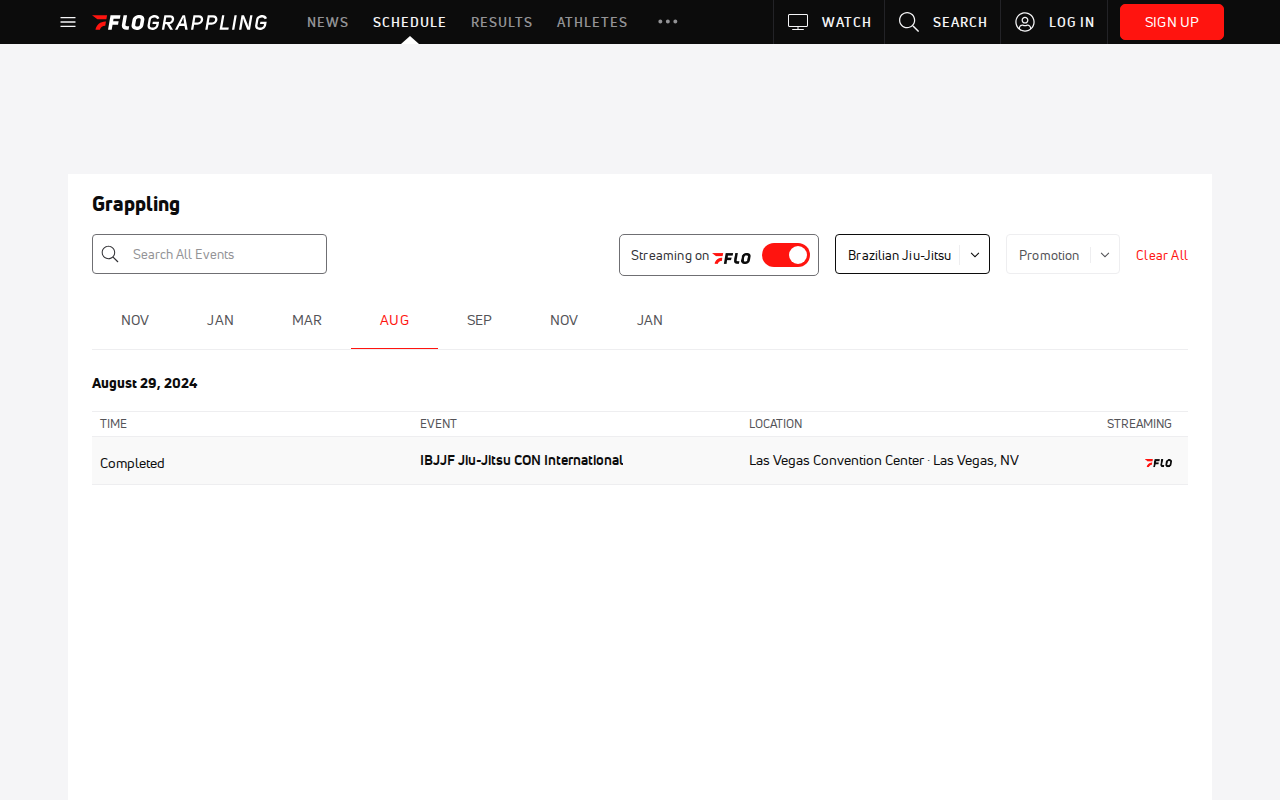 FLOGRAPPLING NEWS SCHEDULE RESULTS ATHLETES WATCH SEARCH LOG IN SIGN UP
Grappling
Search All Events
Streaming on FLO
Brazilian Jiu-Jitsu
Promotion
Clear All
NOV JAN MAR AUG SEP NOV JAN
August 29, 2024
TIME EVENT LOCATION STREAMING
Completed IBJJF Jiu-Jitsu CON International Las Vegas Convention Center · Las Vegas, NV FLO